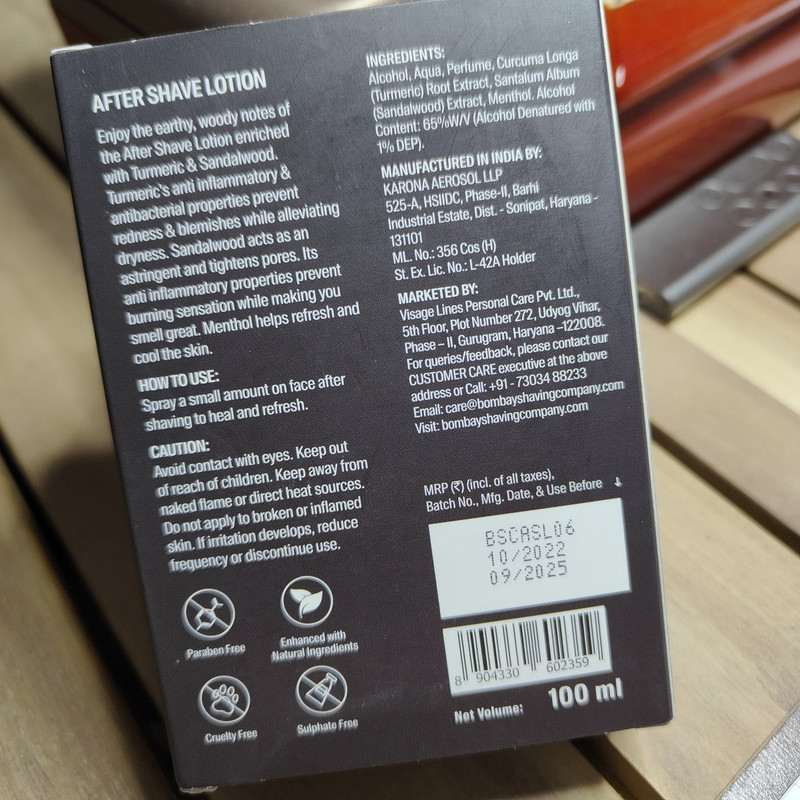 AFTER SHAVE LOTION
Enjoy the earthy, woody notes of
the After Shave Lotion enriched
with Turmeric & Sandalwood.
Turmeric's anti inflammatory &
antibacterial properties prevent
redness & blemishes while alleviating
dryness. Sandalwood acts as an
astringent and tightens pores. Its
anti inflammatory properties prevent
burning sensation while making you
smell great. Menthol helps refresh and
cool the skin.
HOW TO USE:
Spray a small amount on face after
shaving to heal and refresh.
CAUTION:
Avoid contact with eyes. Keep out
of reach of children. Keep away from
naked flame or direct heat sources.
Do not apply to broken or inflamed
skin. If irritation develops, reduce
frequency or discontinue use.
Paraben Free
Enhanced with
Natural Ingredients
Cruelty Free
Sulphate Free
INGREDIENTS:
Alcohol, Aqua, Perfume, Curcuma Longa
(Turmeric) Root Extract, Santalum Album
(Sandalwood) Extract, Menthol. Alcohol
Content: 65%W/V (Alcohol Denatured with
1% DEP).
MANUFACTURED IN INDIA BY:
KARONA AEROSOL LLP
525-A, HSIIDC, Phase-II, Barhi
Industrial Estate, Dist. - Sonipat, Haryana -
131101
ML. No.: 356 Cos (H)
St. Ex. Lic. No.: L-42A Holder
MARKETED BY:
Visage Lines Personal Care Pvt. Ltd.,
5th Floor, Plot Number 272, Udyog Vihar,
Phase – II, Gurugram, Haryana –122008.
For queries/feedback, please contact our
CUSTOMER CARE executive at the above
address or Call: +91 - 73034 88233
Email: care@bombayshavingcompany.com
Visit: bombayshavingcompany.com
MRP (₹) (incl. of all taxes),
Batch No., Mfg. Date, & Use Before
BSCASL06
10/2022
09/2025
8 904330 602359
Net Volume: 100 ml